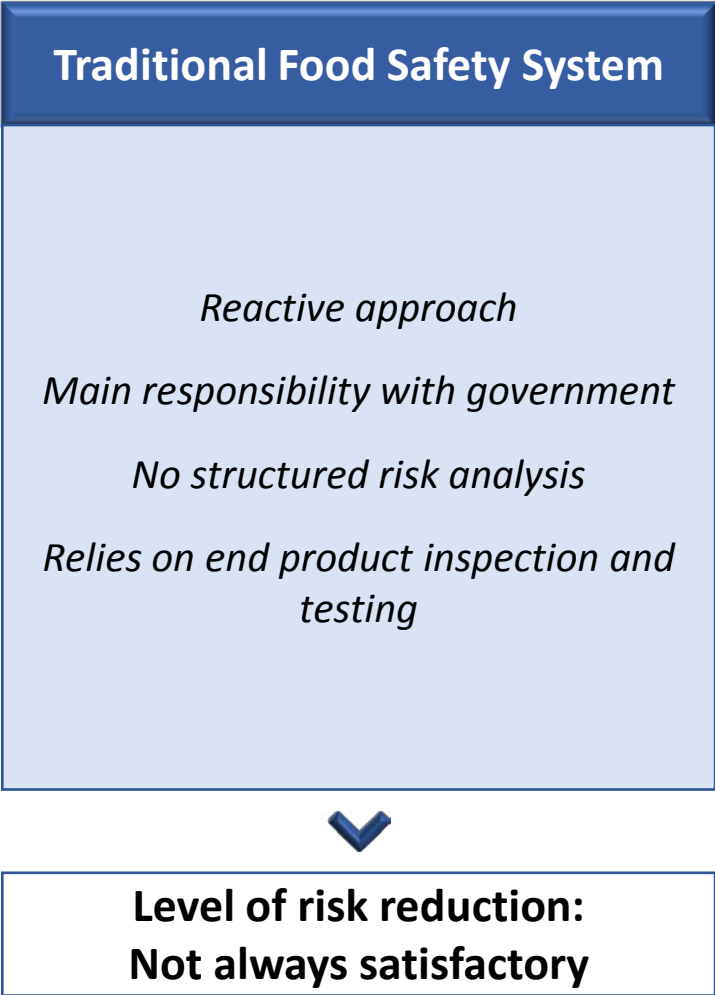 Traditional Food Safety System
Reactive approach
Main responsibility with government
No structured risk analysis
Relies on end product inspection and
testing
Level of risk reduction:
Not always satisfactory